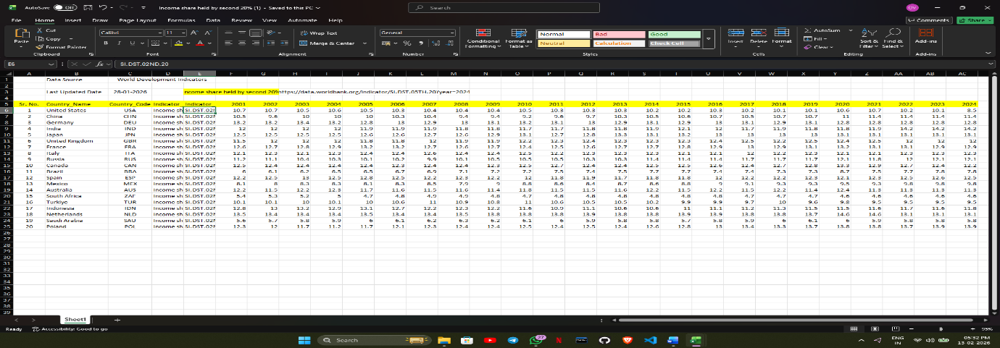 AutoSave Off Income share held by second 20% (1) • Saved to this PC Search OV
File Home Insert Draw Page Layout Formulas Data Review View Automate Help Comments Share
Paste Cut Copy Format Painter Calibri 11 Wrap Text Merge & Center General Conditional Formatting Format as Table Normal Bad Good Neutral Calculation Check Cell Insert Delete Format AutoSum Fill Clear Sort & Filter Find & Select Add-ins
Clipboard Font Alignment Number Styles Cells Editing Add-ins
E6 fx SI.DST.02ND.20
A B C D E F G H I J K L M N O P Q R S T U V W X Y Z AA AB AC
1 Data Source World Development Indicators
2
3 Last Updated Date 28-01-2026 ncome share held by second 20% https://data.worldbank.org/indicator/SI.DST.05TH.20?year=2024
4
5 Sr. No. Country_Name Country_Code Indicator_ Indicator_ 2001 2002 2003 2004 2005 2006 2007 2008 2009 2010 2011 2012 2013 2014 2015 2016 2017 2018 2019 2020 2021 2022 2023 2024
6 1 United States USA Income sh SI.DST.02N 10.7 10.7 10.5 10.6 10.5 10.3 10.4 10.4 10.4 10.5 10.3 10.3 10.3 10.2 10.2 10.3 10.2 10.1 10.1 10.6 10.7 10.2 10.1 8.5
7 2 China CHN Income sh SI.DST.02N 10.5 9.6 10 10 10 10.3 10.4 9.4 9.4 9.2 9.6 9.7 10.3 10.5 10.6 10.7 10.5 10.7 10.7 11 11.4 11.4 11.4 11.4
8 3 Germany DEU Income sh SI.DST.02N 13.2 13.2 13.4 13.2 12.8 13 12.9 13 13.1 13.2 13.1 12.8 12.9 13.1 12.9 13 13.1 12.9 13.1 12.8 12.8 12.8 12.8 12.8
9 4 India IND Income sh SI.DST.02N 12 12 12 12 11.9 11.9 11.9 11.8 11.8 11.7 11.8 11.8 11.9 12.1 12 11.7 11.9 11.8 11.8 11.9 14.2 14.2
10 5 Japan JPN Income sh SI.DST.02N 12.5 12.5 12.5 12.5 12.6 12.6 12.7 12.6 12.9 13.1 12.7 12.8 13.3 13.1 13.2 13 13 13 13 13.1 13.1 13.1 13.1 13.1
11 6 United Kingdom GBR Income sh SI.DST.02N 11.5 12 12 12 11.8 11.8 12 11.9 11.9 12.2 12.3 12.4 12.3 12.3 12.3 12.4 12.5 12.2 12.5 12.4 12.5 12 12 12
12 7 France FRA Income sh SI.DST.02N 12.6 12.7 12.8 12.9 13.2 13.2 12.7 12.6 12.7 12.4 12.5 12.6 12.7 12.7 12.8 12.9 13 12.9 13.1 13.2 13.1 13.1 12.9 12.9
13 8 Italy ITA Income sh SI.DST.02N 12.1 12.3 12.1 12.3 12.4 12.4 12.6 12.4 12.4 12.5 12.2 12.3 12.3 12.3 12.1 12.1 12 12.2 12.3 12.1 12.1 12.3 12.3 12.3
14 9 Russia RUS Income sh SI.DST.02N 11.2 11.1 10.4 10.3 10.1 10.2 9.9 10.1 10.5 10.5 10.5 10.3 10.3 11.4 11.4 11.4 11.7 11.7 11.7 12.1 11.8 12 12.1 12.1
15 10 Canada CAN Income sh SI.DST.02N 12.5 12.4 12.4 12.4 12.4 12.3 12.4 12.4 12.3 12.5 12.7 12.4 12.4 12.5 12.5 12.6 12.4 12.7 12.8 13.3 12.9 12.7 12.4 12.2
16 11 Brazil BRA Income sh SI.DST.02N 6 6.1 6.2 6.5 6.5 6.7 6.9 7.1 7.2 7.5 7.4 7.5 7.7 7.7 7.7 7.4 7.4 7.3 7.3 8.7 7.5 7.7 7.8 7.8
17 12 Spain ESP Income sh SI.DST.02N 12.2 12.5 13 12.5 12.8 12.5 12.2 12.3 12.2 12 11.8 11.9 11.7 11.8 11.8 12 12.2 12.2 12.3 12.1 12.3 12.5 12.6 12.5
18 13 Mexico MEX Income sh SI.DST.02N 8.1 8 8.3 8.3 8.1 8.3 8.5 7.9 9 8.8 8.6 8.4 8.7 8.6 8.8 9 9.1 9.3 9.3 9.5 9.3 9.8 9.8 9.8
19 14 Australia AUS Income sh SI.DST.02N 12.2 11.5 12.2 12.3 11.7 11.6 11.5 11.6 11.4 11.8 11.5 11.5 11.6 12.2 11.5 12.2 11.5 12.2 11.4 12.4 11.3 11.3 11.3 11.3
20 15 South Africa ZAF Income sh SI.DST.02N 5.4 5.3 5.2 5 4.7 4.8 4.9 4.9 4.8 4.7 4.8 4.8 4.8 4.8 4.8 4.7 4.7 4.7 4.7 4.6 4.6 4.6 4.6 4.6
21 16 Turkiye TUR Income sh SI.DST.02N 10.1 10.1 10 10.1 10 10.6 11 10.9 10.8 11 10.6 10.5 10.5 10.2 9.9 9.9 9.7 10 9.6 9.8 9.5 9.5 9.5
22 17 Indonesia IDN Income sh SI.DST.02N 12.8 13 13.2 12.9 13.1 12.7 12.2 12.3 12.2 11.6 10.9 11.1 10.6 10.6 11 11.1 11.2 11.3 11.5 11.5 11.6 11.7 11.6 11.8
23 18 Netherlands NLD Income sh SI.DST.02N 13.5 13.4 13.4 13.4 13.5 13.4 13.4 13.5 13.8 13.8 13.8 13.9 13.8 13.8 13.9 13.9 13.8 13.8 13.7 14.6 14.6 13.1 13.1 13.1
24 19 Saudi Arabia SAU Income sh SI.DST.02N 5.6 5.7 5.8 5.9 6 6.1 6.2 6.3 6.2 6.1 6 5.9 5.8 5.8 5.7 5.8 5.9 6 6.1 6 5.9 5.8 5.8 5.8
25 20 Poland POL Income sh SI.DST.02N 12.3 12 11.7 11.2 11.7 12.1 12.3 12.4 12.4 12.5 12.4 12.5 12.4 12.6 12.8 13 13.4 13.3 13.7 13.8 13.8 13.7 13.9 13.9
26
27
28
29
30
31
32
33
34
35
36
37
38
39
Sheet1
Ready Accessibility: Good to go 95%
Search 27 ENG IN 05:32 PM 13-02-2026